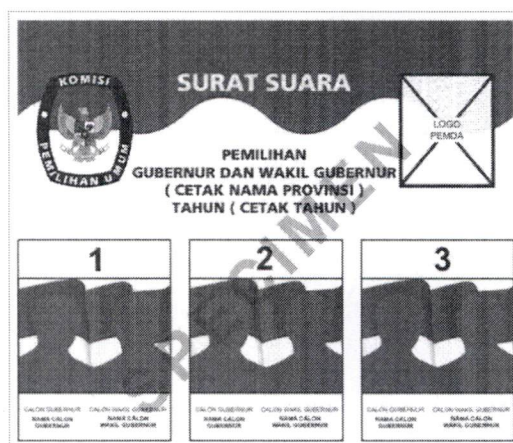 SURAT SUARA
KOMISI
PEMILIHAN UMUM
LOGO
PEMDA
PEMILIHAN
GUBERNUR DAN WAKIL GUBERNUR
( CETAK NAMA PROVINSI )
TAHUN ( CETAK TAHUN )
SPECIMEN
1 2 3
CALON GUBERNUR CALON WAKIL GUBERNUR CALON GUBERNUR CALON WAKIL GUBERNUR CALON GUBERNUR CALON WAKIL GUBERNUR
NAMA CALON NAMA CALON NAMA CALON NAMA CALON NAMA CALON NAMA CALON
GUBERNUR WAKIL GUBERNUR GUBERNUR WAKIL GUBERNUR GUBERNUR WAKIL GUBERNUR